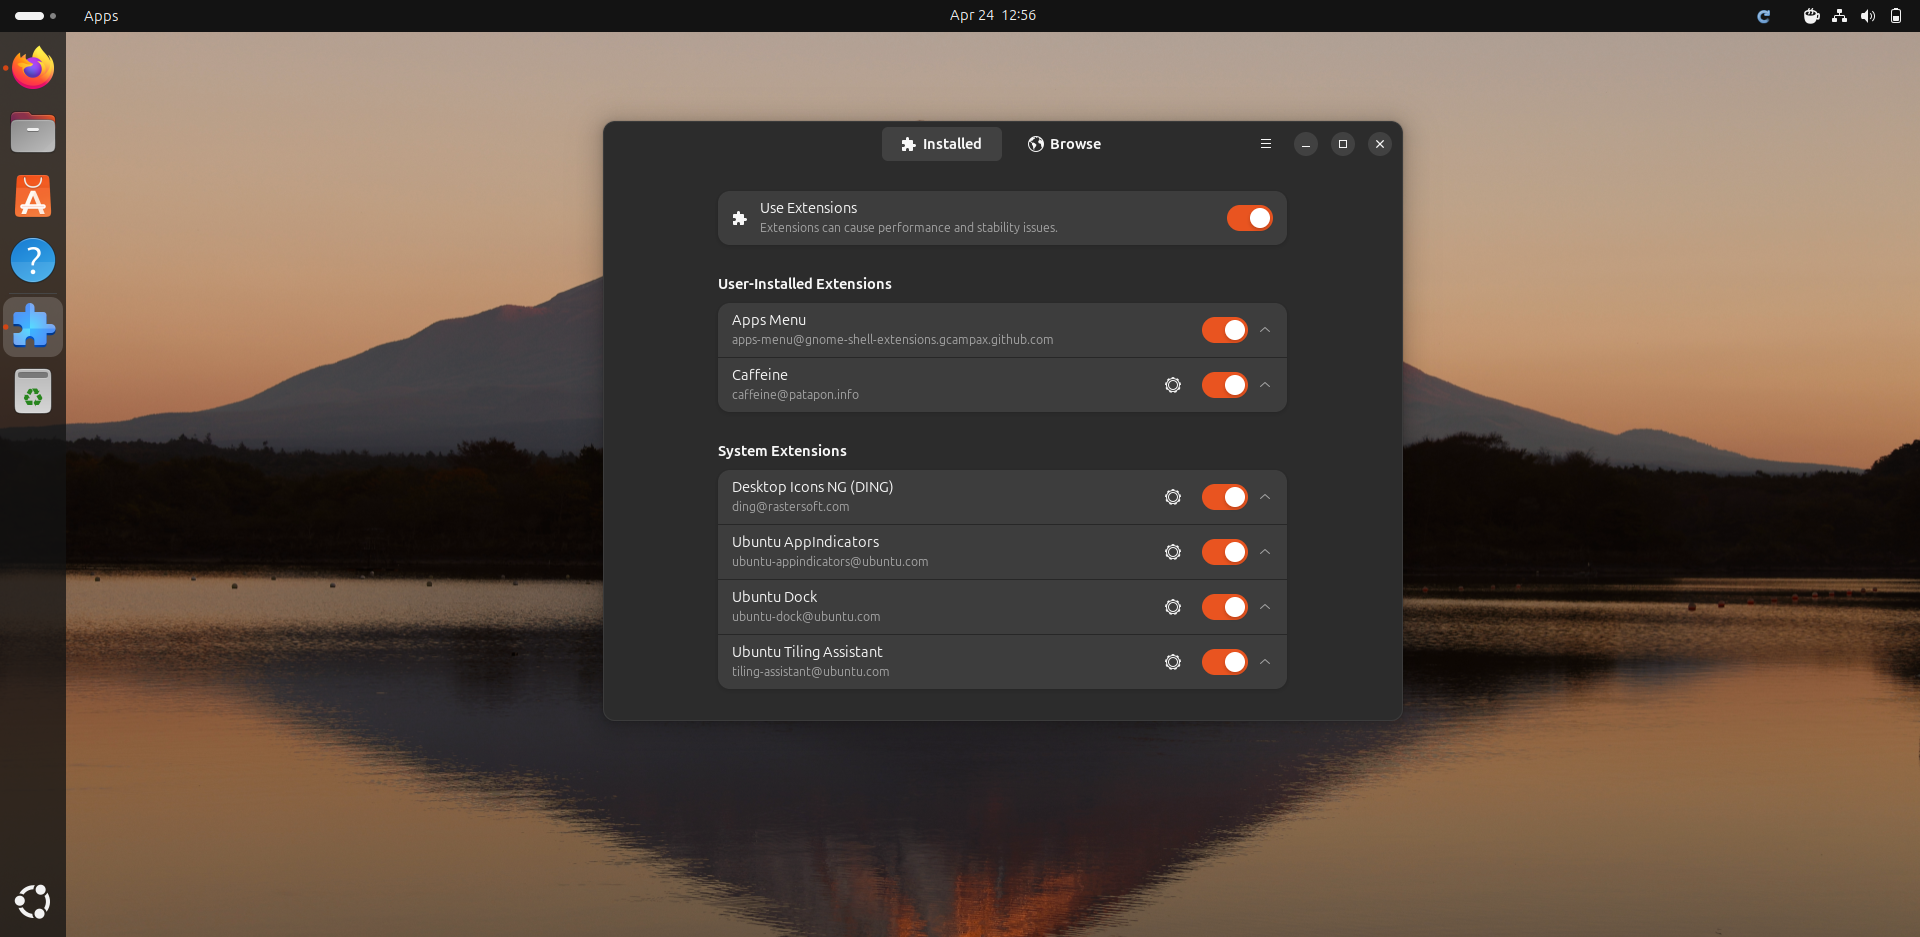 Apps
Apr 24 12:56
Installed
Browse
Use Extensions
Extensions can cause performance and stability issues.
User-Installed Extensions
Apps Menu
apps-menu@gnome-shell-extensions.gcampax.github.com
Caffeine
caffeine@patapon.info
System Extensions
Desktop Icons NG (DING)
ding@rastersoft.com
Ubuntu AppIndicators
ubuntu-appindicators@ubuntu.com
Ubuntu Dock
ubuntu-dock@ubuntu.com
Ubuntu Tiling Assistant
tiling-assistant@ubuntu.com